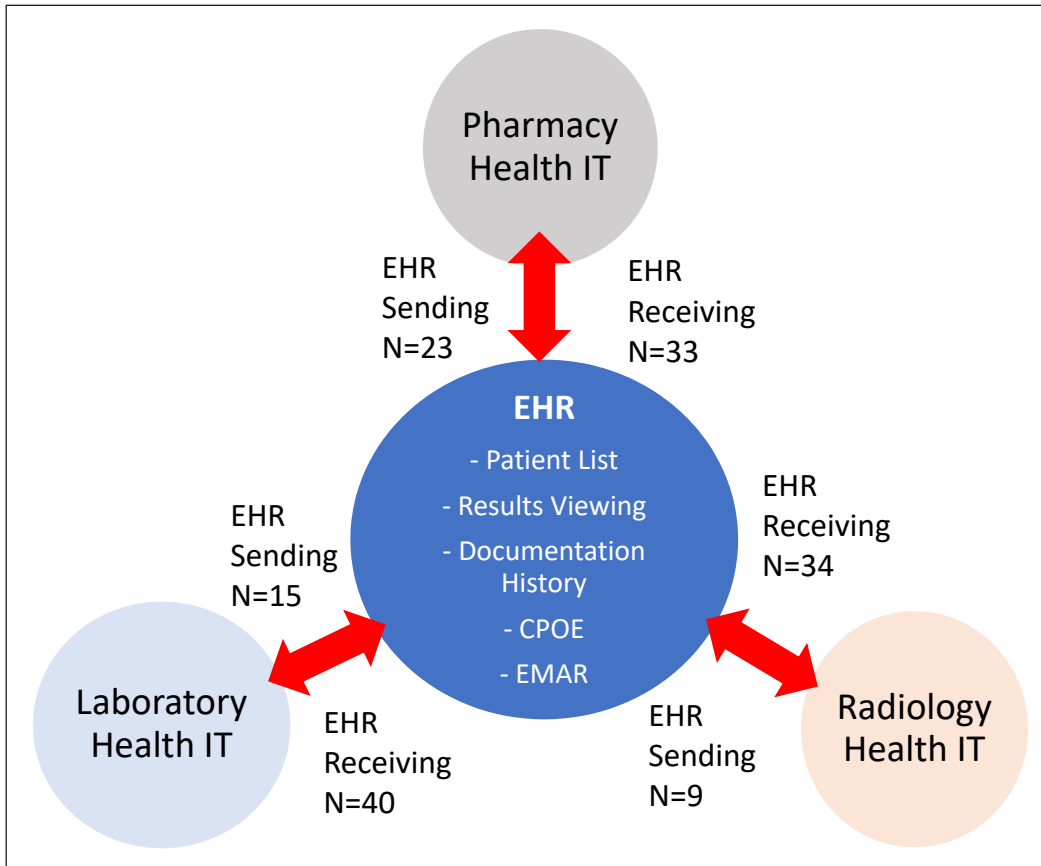 Pharmacy
Health IT
EHR
Sending
N=23
EHR
Receiving
N=33
EHR
- Patient List
- Results Viewing
- Documentation
History
- CPOE
- EMAR
EHR
Sending
N=15
EHR
Receiving
N=34
Laboratory
Health IT
EHR
Receiving
N=40
EHR
Sending
N=9
Radiology
Health IT